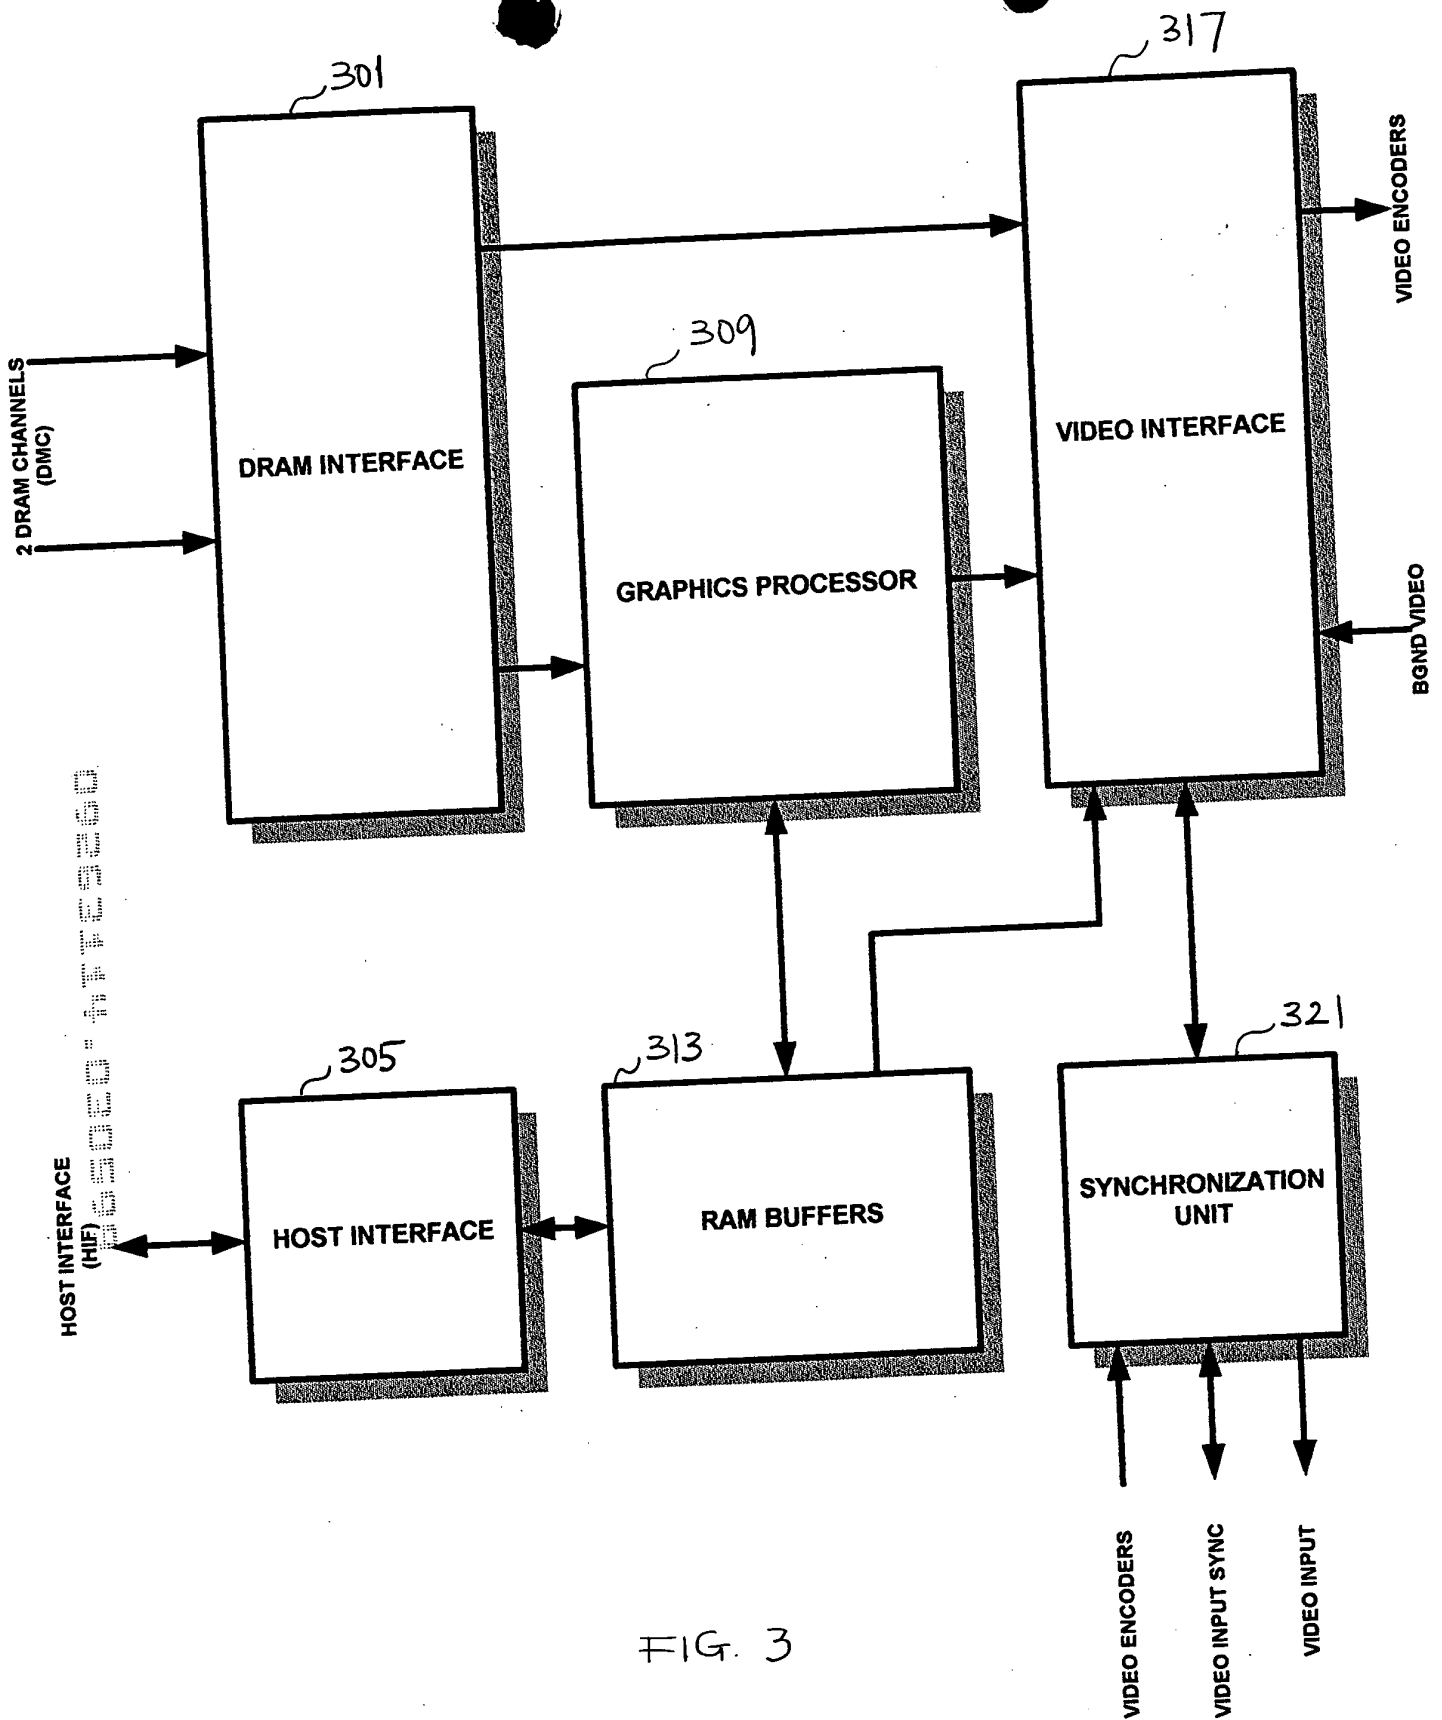 317
301
VIDEO ENCODERS
309
2 DRAM CHANNELS
(DMC)
DRAM INTERFACE
VIDEO INTERFACE
GRAPHICS PROCESSOR
BGND VIDEO
305
313
321
HOST INTERFACE
(HIF)
HOST INTERFACE
RAM BUFFERS
SYNCHRONIZATION
UNIT
VIDEO ENCODERS
VIDEO INPUT SYNC
VIDEO INPUT
FIG. 3